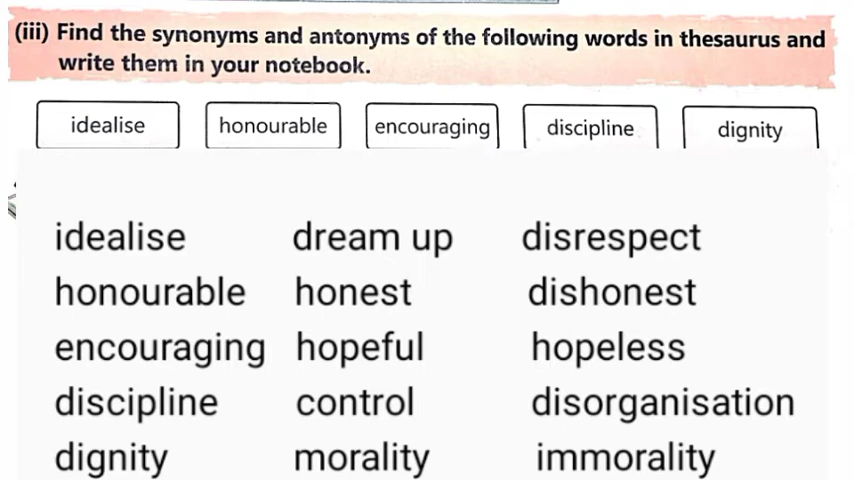 (iii) Find the synonyms and antonyms of the following words in thesaurus and
write them in your notebook.
idealise honourable encouraging discipline dignity
idealise dream up disrespect
honourable honest dishonest
encouraging hopeful hopeless
discipline control disorganisation
dignity morality immorality